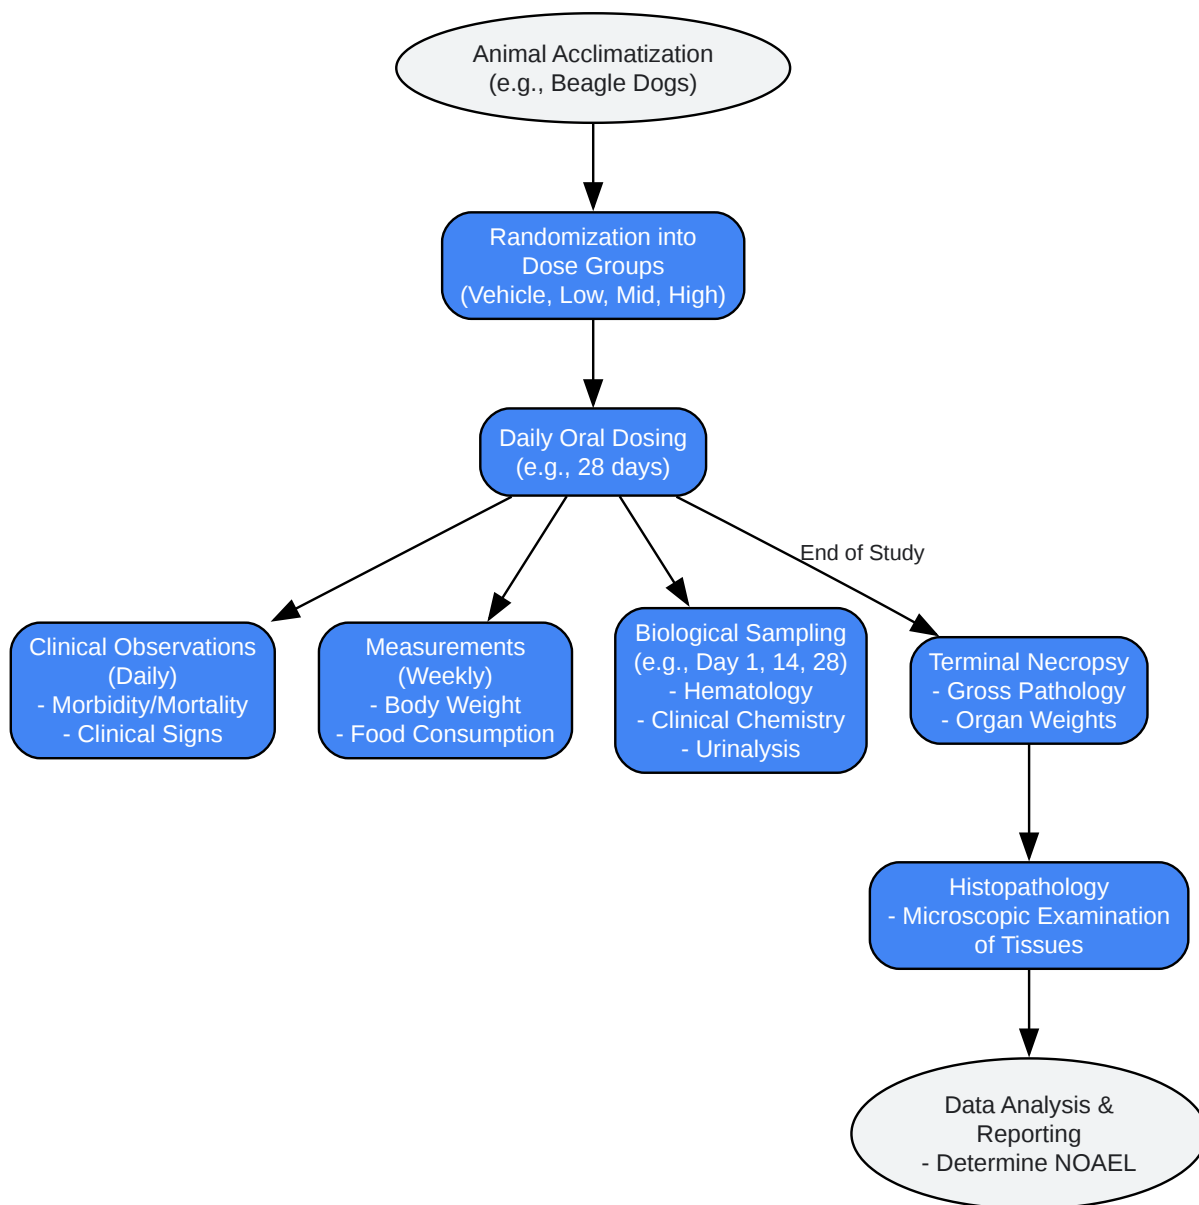 Animal Acclimatization
(e.g., Beagle Dogs)
Randomization into
Dose Groups
(Vehicle, Low, Mid, High)
Daily Oral Dosing
(e.g., 28 days)
End of Study
Clinical Observations
(Daily)
- Morbidity/Mortality
- Clinical Signs
Measurements
(Weekly)
- Body Weight
- Food Consumption
Biological Sampling
(e.g., Day 1, 14, 28)
- Hematology
- Clinical Chemistry
- Urinalysis
Terminal Necropsy
- Gross Pathology
- Organ Weights
Histopathology
- Microscopic Examination
of Tissues
Data Analysis &
Reporting
- Determine NOAEL